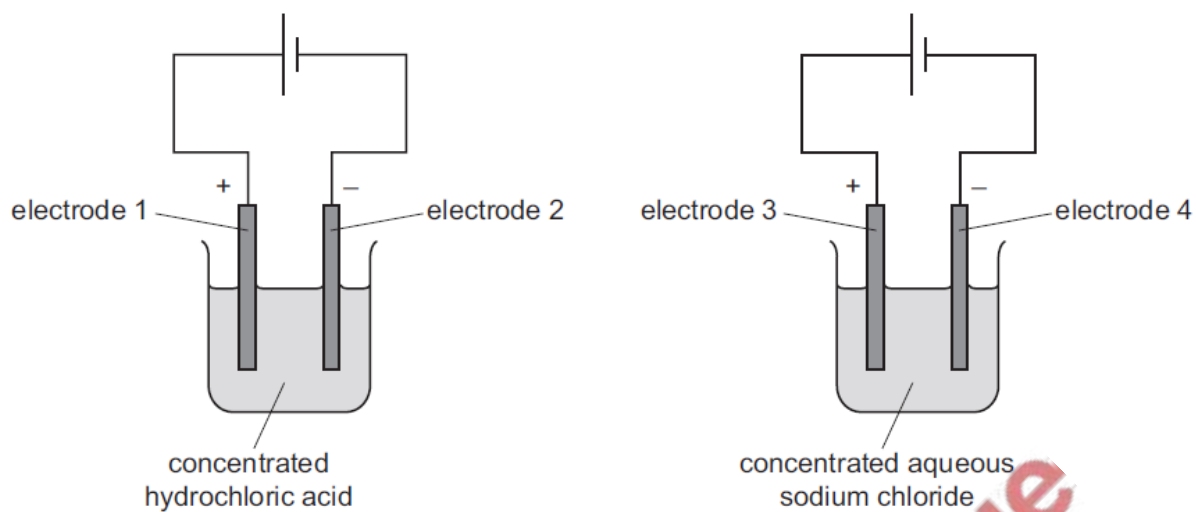 + – + –
electrode 1 electrode 2 electrode 3 electrode 4
concentrated
hydrochloric acid
concentrated aqueous
sodium chloride